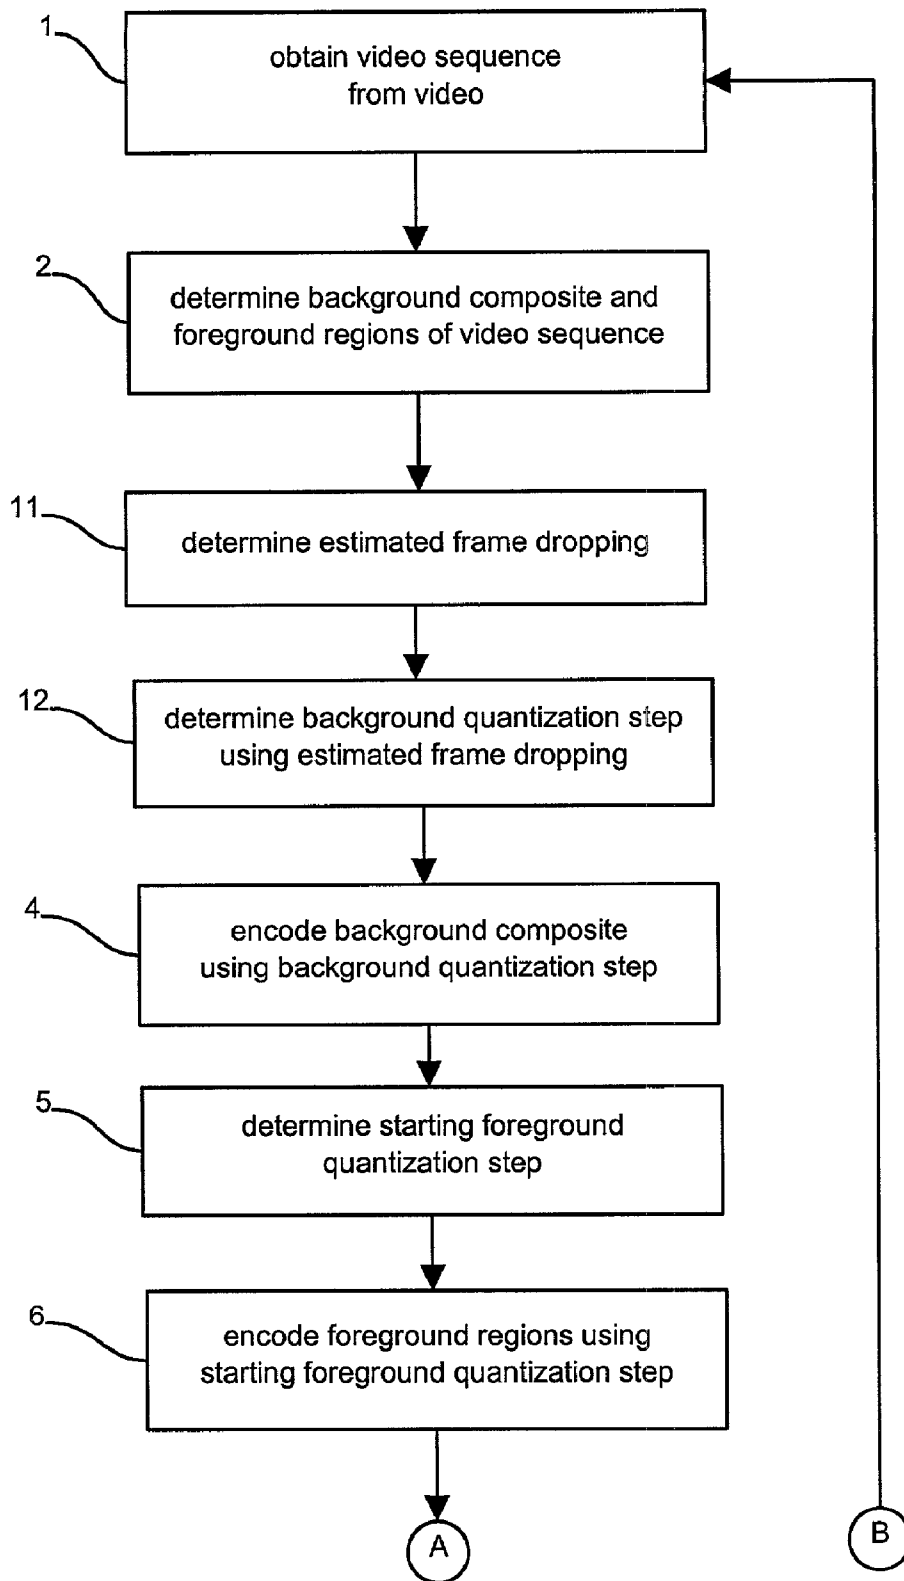 1
obtain video sequence
from video
2
determine background composite and
foreground regions of video sequence
11
determine estimated frame dropping
12
determine background quantization step
using estimated frame dropping
4
encode background composite
using background quantization step
5
determine starting foreground
quantization step
6
encode foreground regions using
starting foreground quantization step
A
B